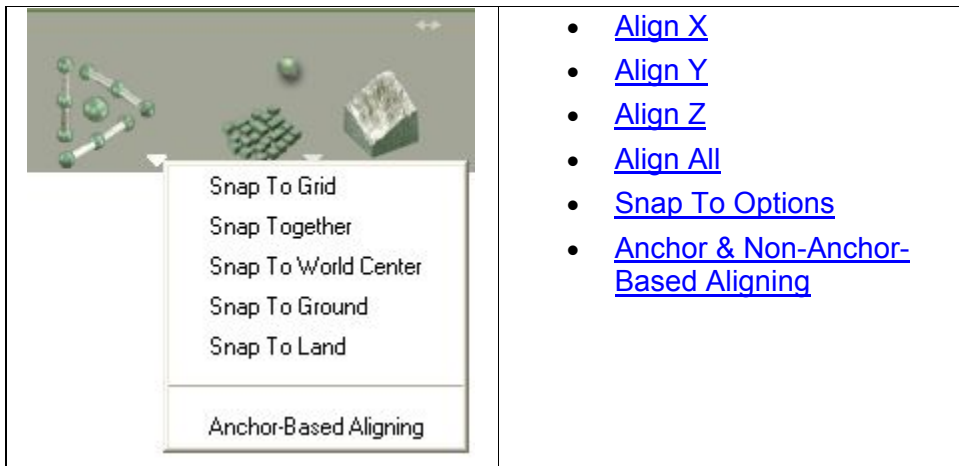 Snap To Grid
Snap Together
Snap To World Center
Snap To Ground
Snap To Land
Anchor-Based Aligning
• Align X
• Align Y
• Align Z
• Align All
• Snap To Options
• Anchor & Non-Anchor-
Based Aligning